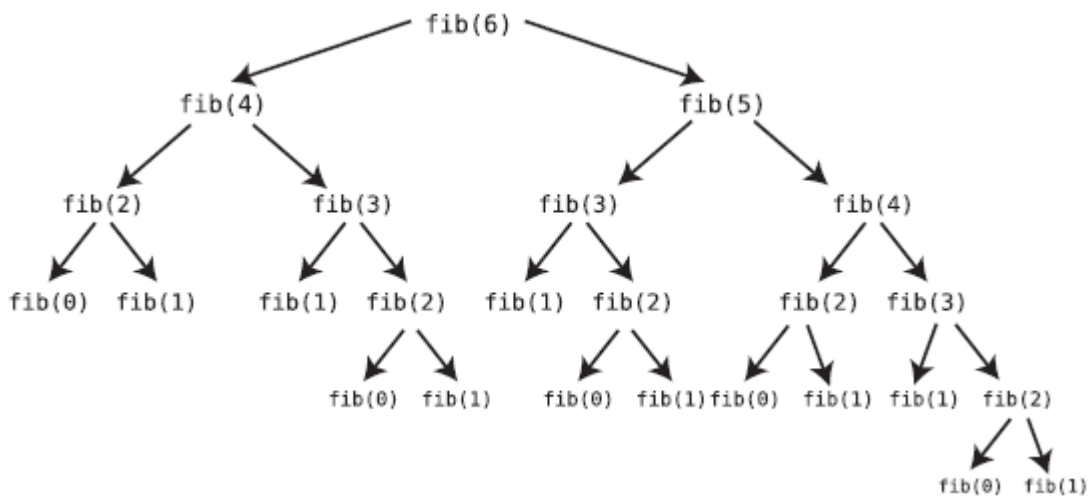 fib(6)
fib(4) fib(5)
fib(2) fib(3) fib(3) fib(4)
fib(0) fib(1) fib(1) fib(2) fib(1) fib(2) fib(2) fib(3)
fib(0) fib(1) fib(0) fib(1) fib(0) fib(1) fib(1) fib(2)
fib(0) fib(1)